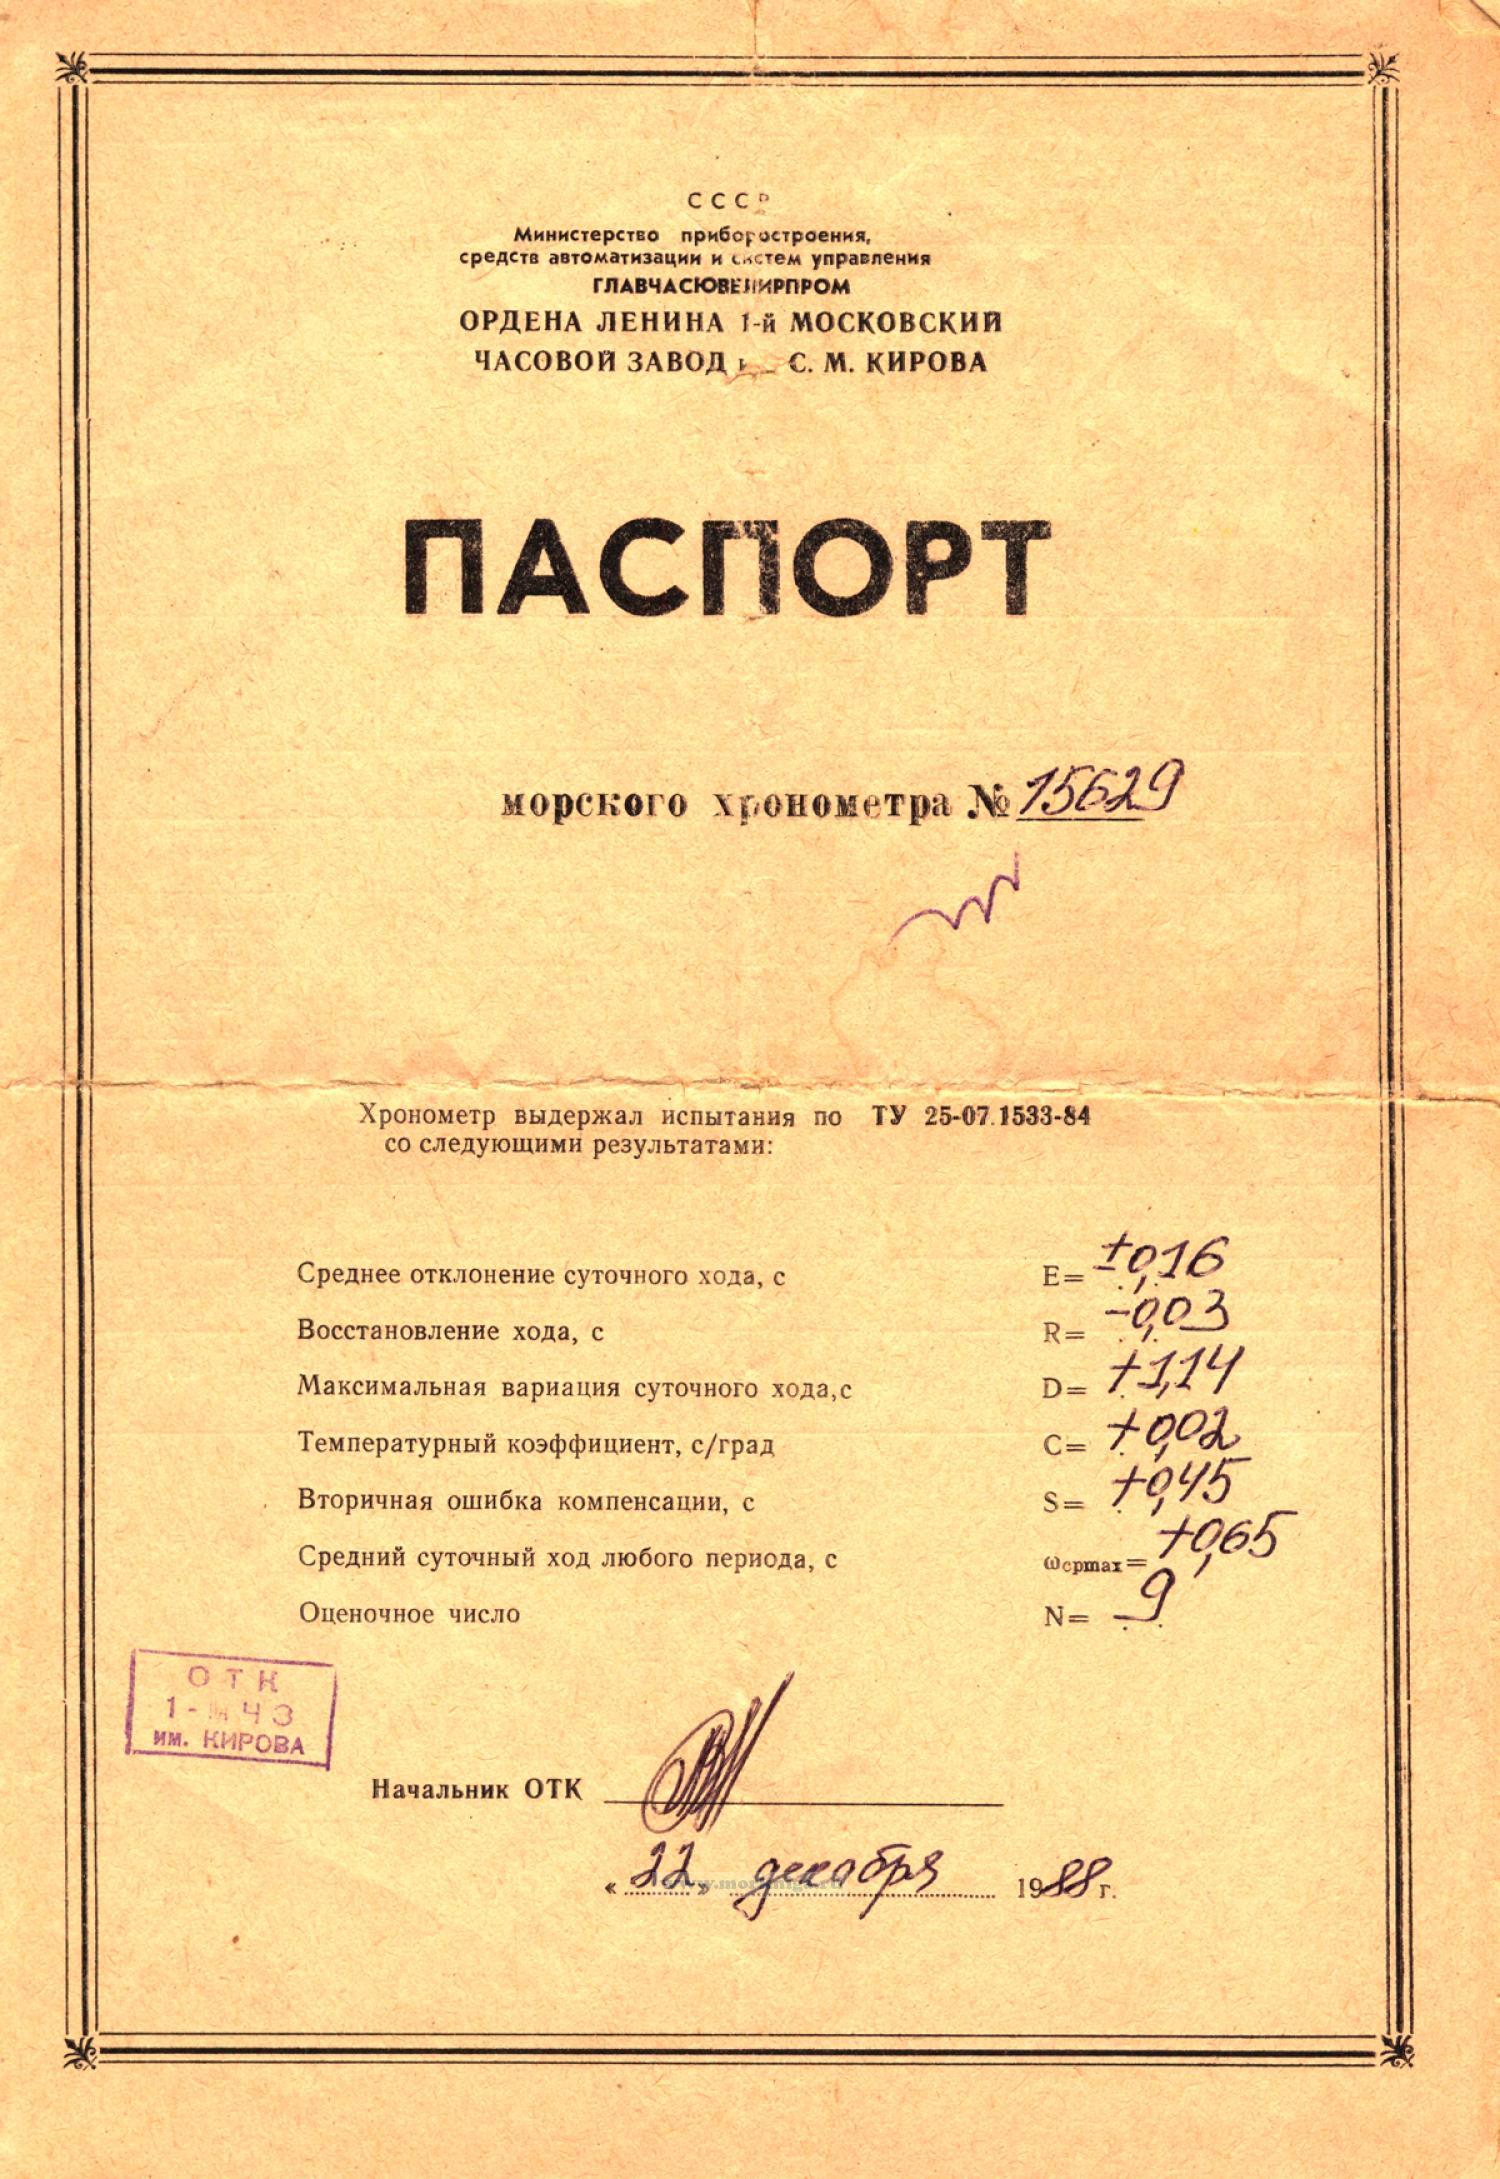 СССР
Министерство приборостроения,
средств автоматизации и систем управления
ГЛАВЧАСЮВЕЛИРПРОМ
ОРДЕНА ЛЕНИНА 1-й МОСКОВСКИЙ
ЧАСОВОЙ ЗАВОД С. М. КИРОВА
ПАСПОРТ
морского хронометра № 15629
Хронометр выдержал испытания по ТУ 25-07.1533-84
со следующими результатами:
Среднее отклонение суточного хода, с E= ±0,16
Восстановление хода, с R= -0,03
Максимальная вариация суточного хода,с D= +1,14
Температурный коэффициент, с/град C= +0,02
Вторичная ошибка компенсации, с S= +0,45
Средний суточный ход любого периода, с ωсрmax= +0,65
Оценочное число N= 9
ОТК
1-МЧЗ
им. КИРОВА
Начальник ОТК
« 22 » декабря 1988 г.